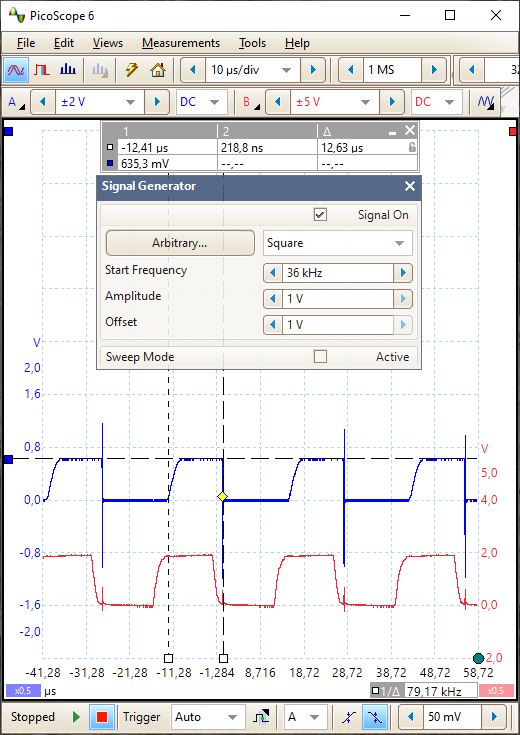 PicoScope 6
File Edit Views Measurements Tools Help
10 µs/div 1 MS 32
A ±2 V DC B ±5 V DC
1 2 Δ
-12,41 µs 218,8 ns 12,63 µs
635,3 mV --,-- --,--
Signal Generator
Signal On
Arbitrary... Square
Start Frequency 36 kHz
Amplitude 1 V
Offset 1 V
Sweep Mode Active
V
2,0
1,6
0,8 V
5,0
0,0 4,0
-0,8 2,0
-1,6 0,0
-2,0
2,0
-41,28 -31,28 -21,28 -11,28 -1,284 8,716 18,72 28,72 38,72 48,72 58,72
x0,5 µs 1/Δ 79,17 kHz x0,5
Stopped Trigger Auto A 50 mV